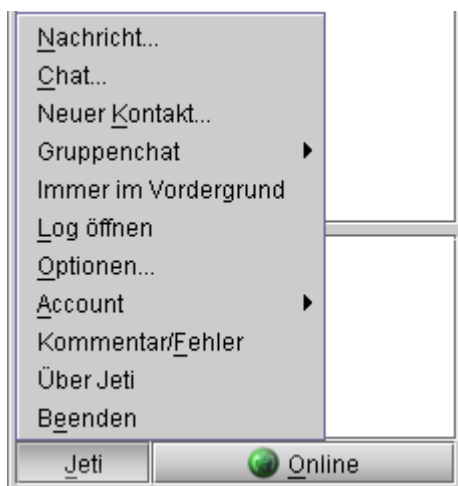 Nachricht...
Chat...
Neuer Kontakt...
Gruppenchat
Immer im Vordergrund
Log öffnen
Optionen...
Account
Kommentar/Fehler
Über Jeti
Beenden
Jeti
Online